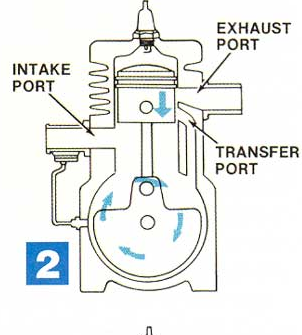 EXHAUST
PORT
INTAKE
PORT
TRANSFER
PORT
2